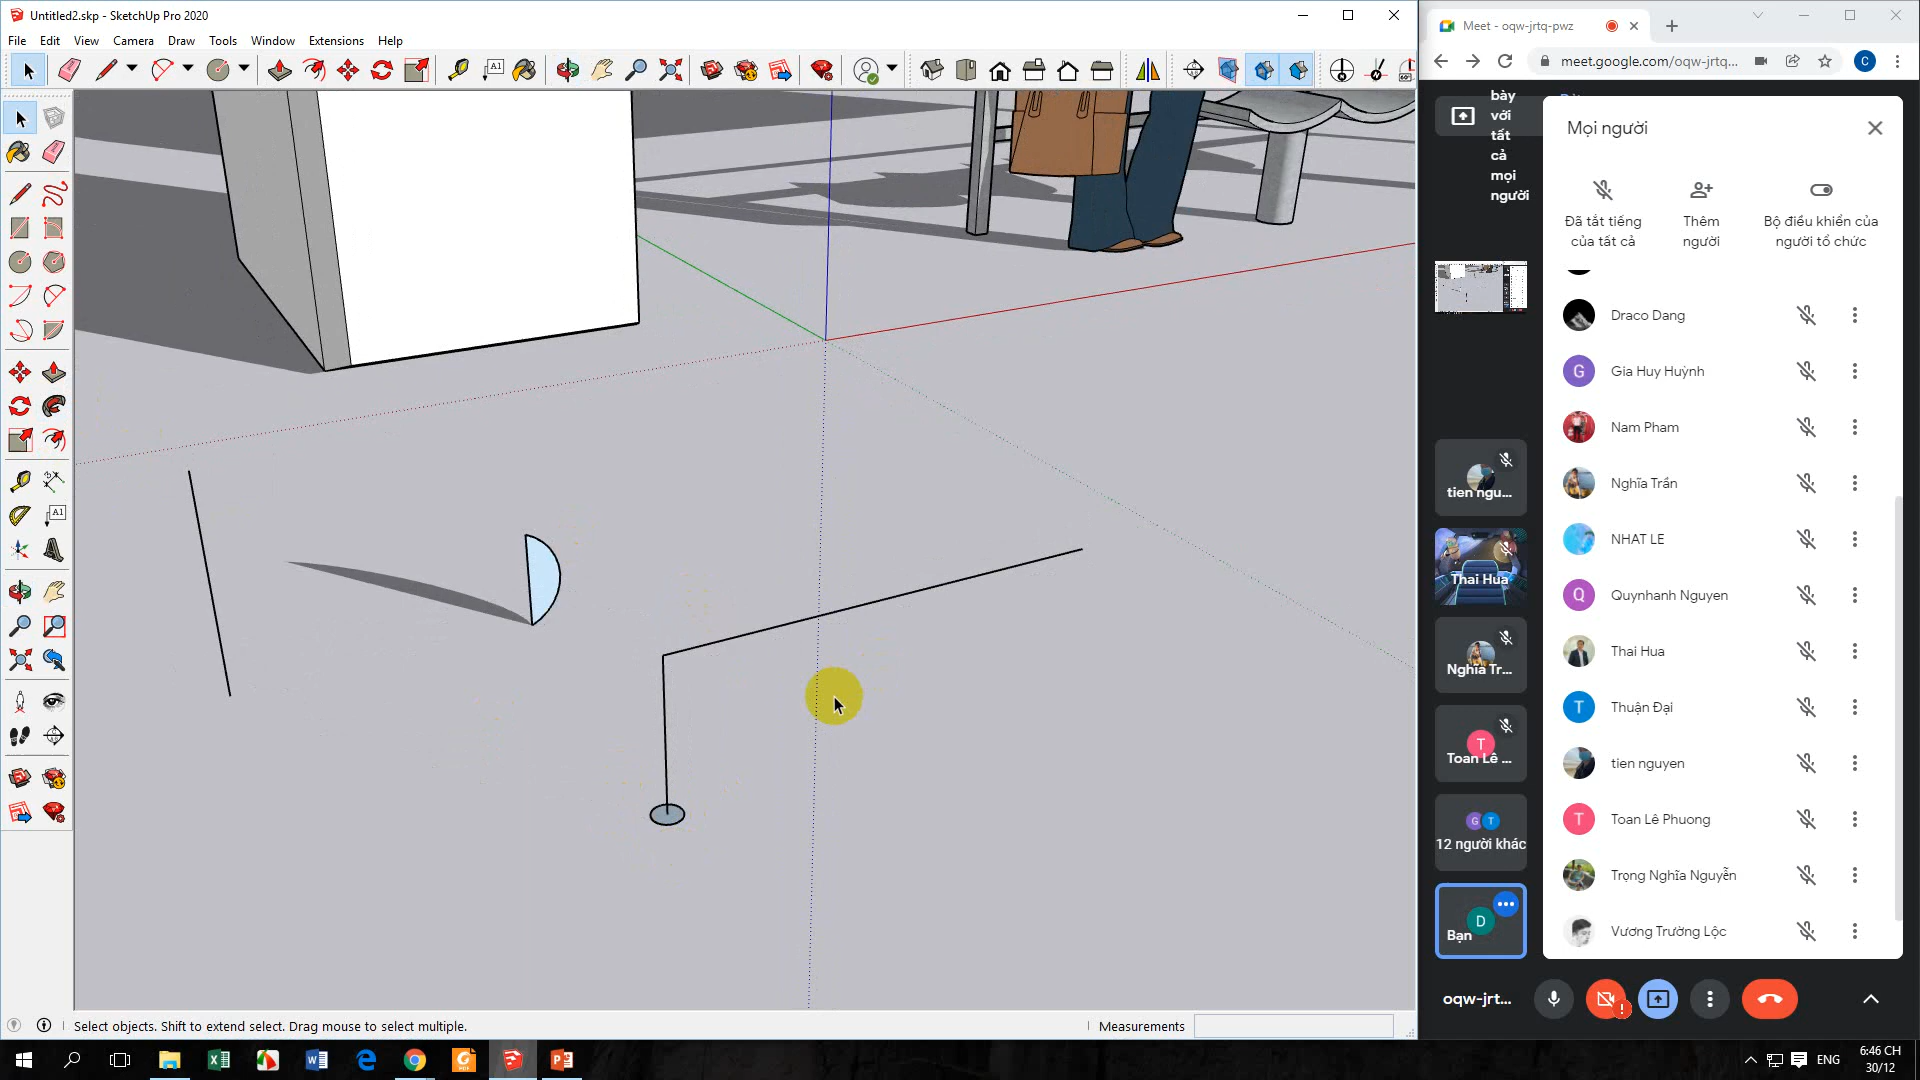 Untitled2.skp - SketchUp Pro 2020
File Edit View Camera Draw Tools Window Extensions Help
A1
A1
Select objects. Shift to extend select. Drag mouse to select multiple.
Measurements
Meet - oqw-jrtq-pwz
meet.google.com/oqw-jrtq...
C
bày
với
tất
cả
mọi
người
Mọi người
Đã tắt tiếng
của tất cả
Thêm
người
Bộ điều khiển của
người tổ chức
Draco Dang
G
Gia Huy Huỳnh
Nam Pham
Nghĩa Trần
NHAT LE
Q
Quynhanh Nguyen
Thai Hua
T
Thuận Đại
tien nguyen
T
Toan Lê Phuong
Trọng Nghĩa Nguyễn
Vương Trường Lộc
tien ngu...
Thai Hua
Nghĩa Tr...
T
Toan Lê ...
G T
12 người khác
D
Bạn
oqw-jrt...
ENG
6:46 CH
30/12